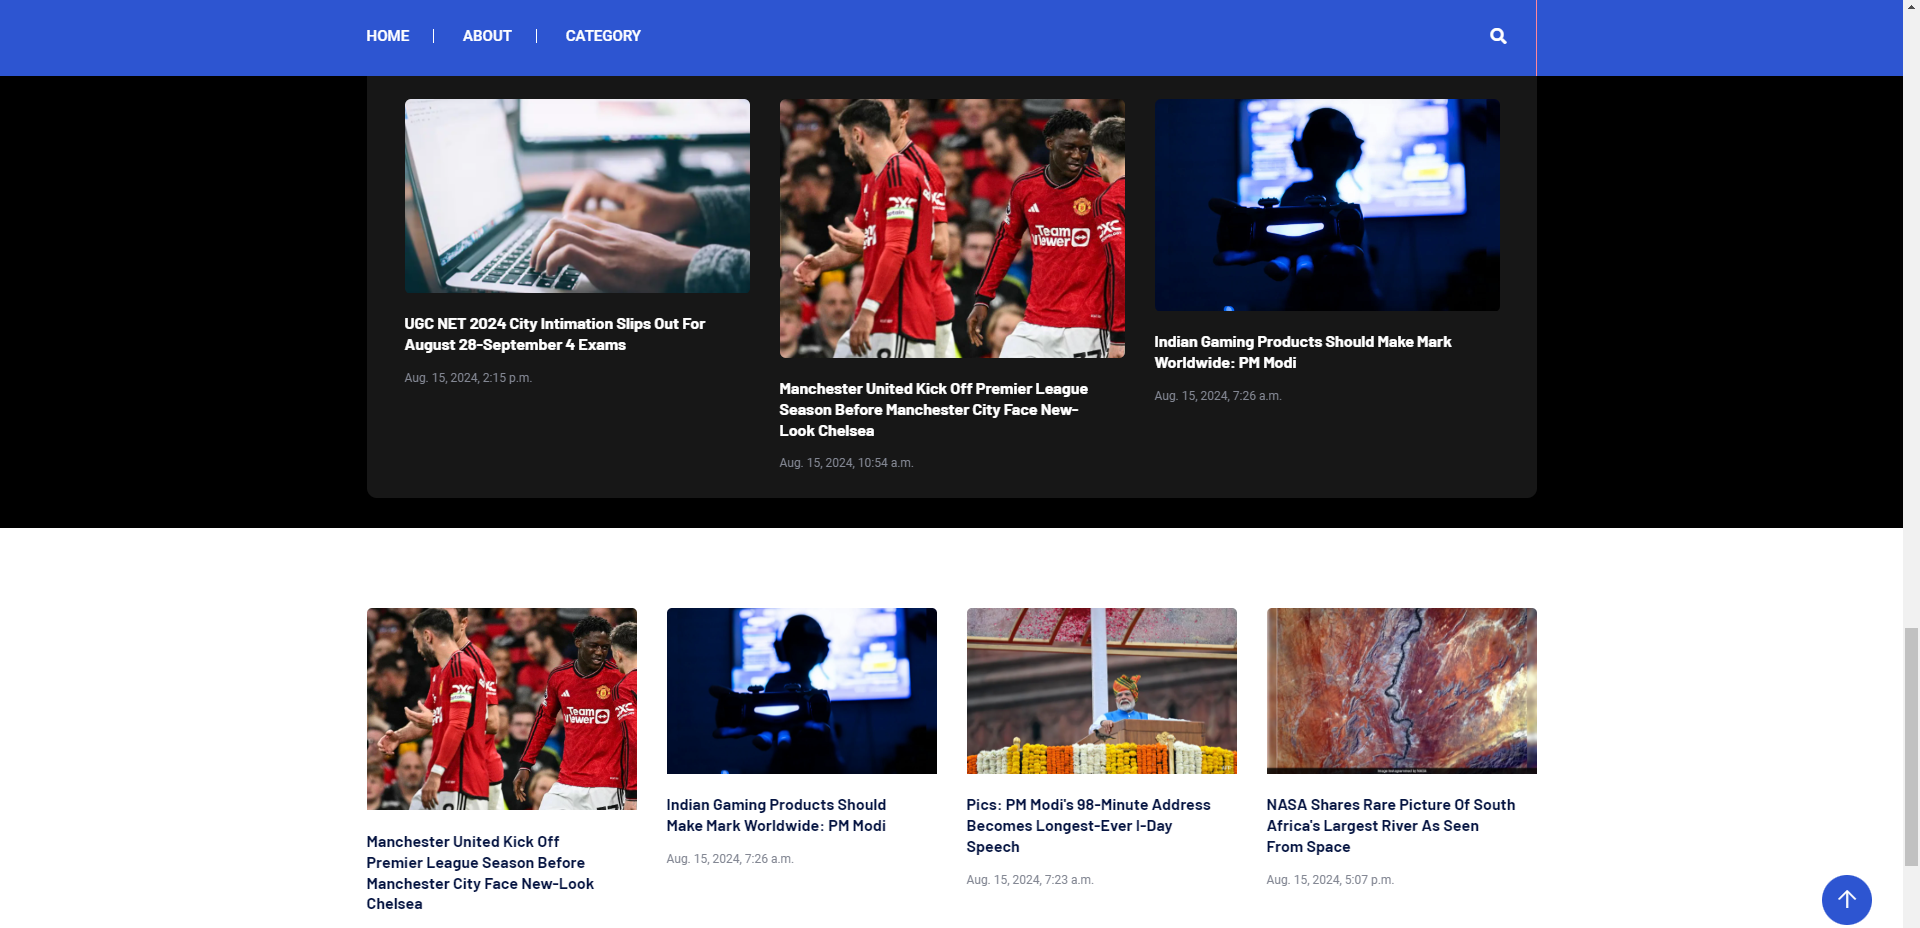 HOME
ABOUT
CATEGORY
Team
Viewer
UGC NET 2024 City Intimation Slips Out For
August 28-September 4 Exams
Aug. 15, 2024, 2:15 p.m.
Manchester United Kick Off Premier League
Season Before Manchester City Face New-
Look Chelsea
Aug. 15, 2024, 10:54 a.m.
Indian Gaming Products Should Make Mark
Worldwide: PM Modi
Aug. 15, 2024, 7:26 a.m.
Team
Viewer
Manchester United Kick Off
Premier League Season Before
Manchester City Face New-Look
Chelsea
Indian Gaming Products Should
Make Mark Worldwide: PM Modi
Aug. 15, 2024, 7:26 a.m.
Pics: PM Modi's 98-Minute Address
Becomes Longest-Ever I-Day
Speech
Aug. 15, 2024, 7:23 a.m.
NASA Shares Rare Picture Of South
Africa's Largest River As Seen
From Space
Aug. 15, 2024, 5:07 p.m.